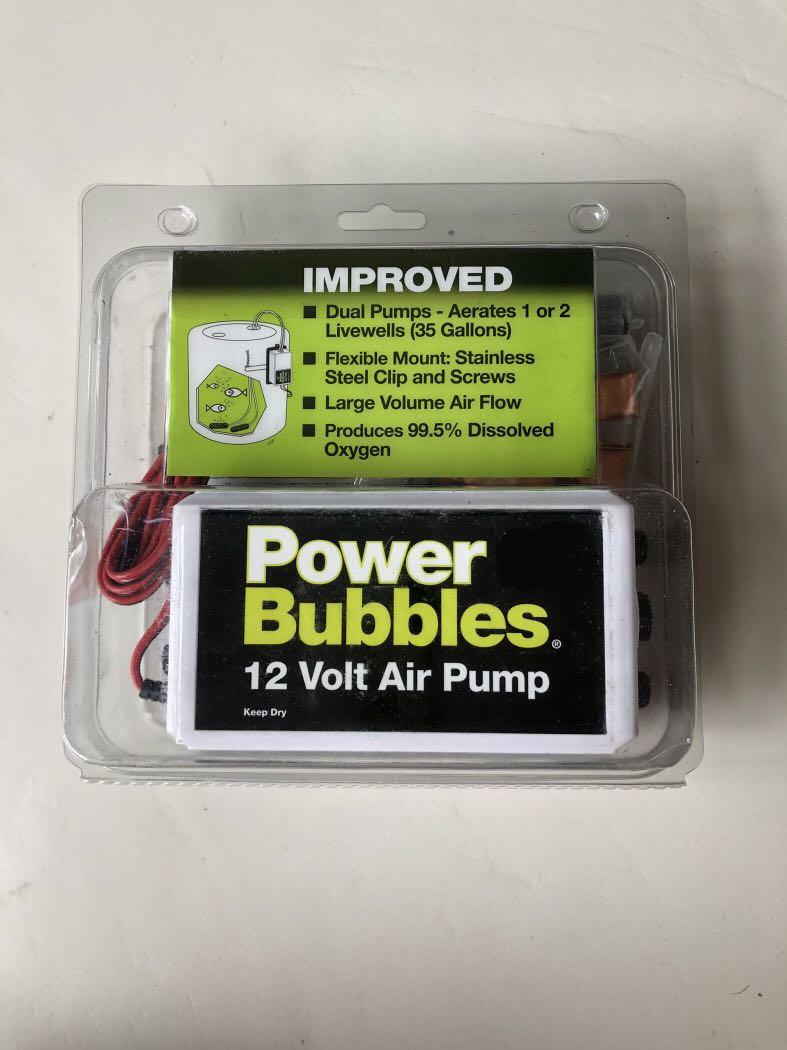 IMPROVED
■ Dual Pumps - Aerates 1 or 2
Livewells (35 Gallons)
■ Flexible Mount: Stainless
Steel Clip and Screws
■ Large Volume Air Flow
■ Produces 99.5% Dissolved
Oxygen
Power
Bubbles®
12 Volt Air Pump
Keep Dry